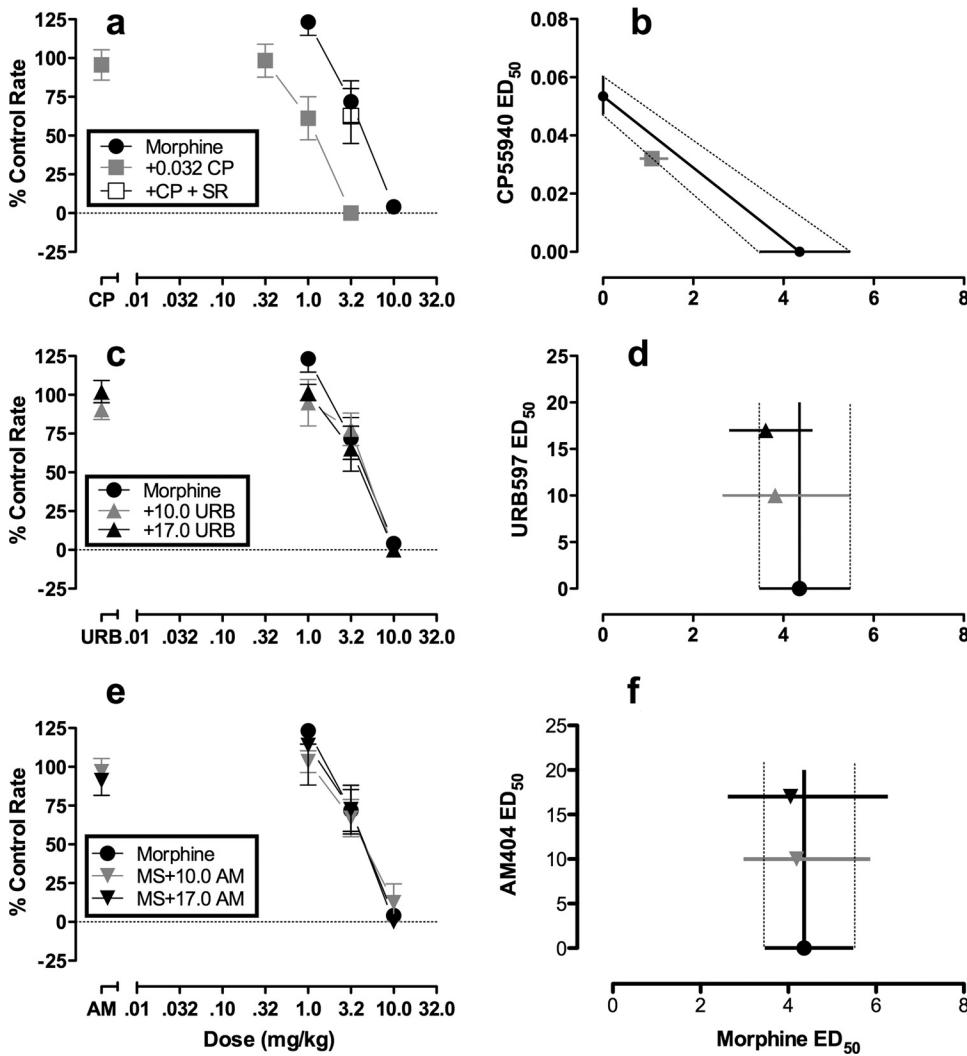 a
% Control Rate
125
100
75
50
25
0
-25
Morphine
+0.032 CP
+CP + SR
CP .01 .032 .10 .32 1.0 3.2 10.0 32.0
b
CP55940 ED50
0.08
0.06
0.04
0.02
0.00
0 2 4 6 8
c
% Control Rate
125
100
75
50
25
0
-25
Morphine
+10.0 URB
+17.0 URB
URB .01 .032 .10 .32 1.0 3.2 10.0 32.0
d
URB597 ED50
25
20
15
10
5
0
0 2 4 6 8
e
% Control Rate
125
100
75
50
25
0
-25
Morphine
MS+10.0 AM
MS+17.0 AM
AM .01 .032 .10 .32 1.0 3.2 10.0 32.0
Dose (mg/kg)
f
AM404 ED50
25
20
15
10
5
0
0 2 4 6 8
Morphine ED50